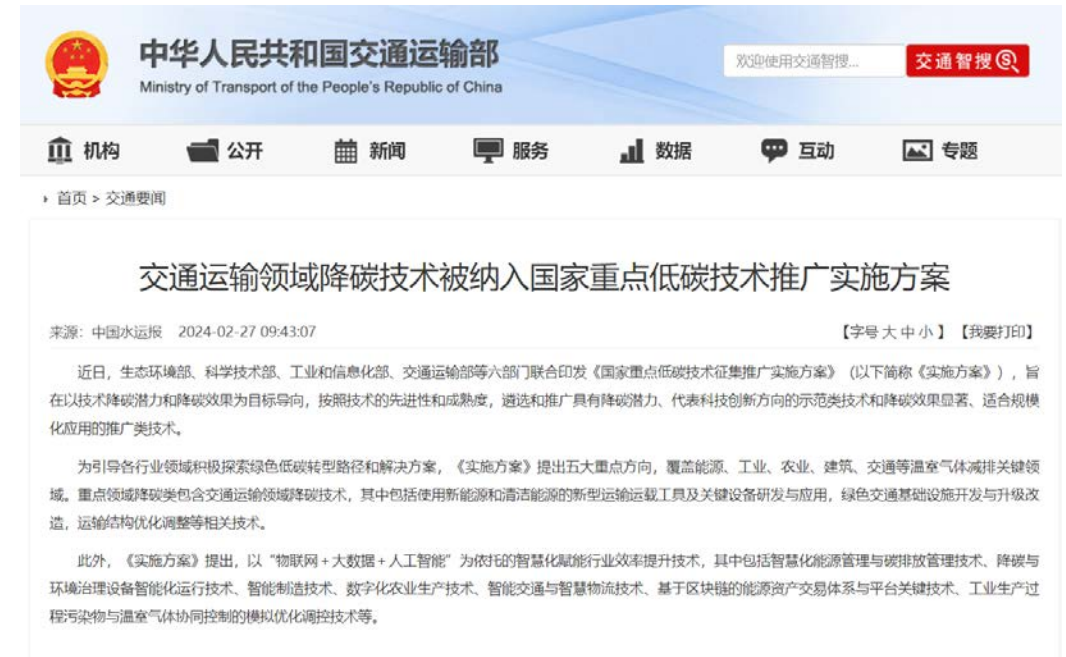 中华人民共和国交通运输部
Ministry of Transport of the People's Republic of China
欢迎使用交通智搜...
交通智搜
机构 公开 新闻 服务 数据 互动 专题
首页 > 交通要闻
交通运输领域降碳技术被纳入国家重点低碳技术推广实施方案
来源：中国水运报 2024-02-27 09:43:07 【字号 大 中 小 】【我要打印】
近日，生态环境部、科学技术部、工业和信息化部、交通运输部等六部门联合印发《国家重点低碳技术征集推广实施方案》（以下简称《实施方案》），旨
在以技术降碳潜力和降碳效果为目标导向，按照技术的先进性和成熟度，遴选和推广具有降碳潜力、代表科技创新方向的示范类技术和降碳效果显著、适合规模
化应用的推广类技术。
为引导各行业领域积极探索绿色低碳转型路径和解决方案，《实施方案》提出五大重点方向，覆盖能源、工业、农业、建筑、交通等温室气体减排关键领
域。重点领域降碳类包含交通运输领域降碳技术，其中包括使用新能源和清洁能源的新型运输运载工具及关键设备研发与应用，绿色交通基础设施开发与升级改
造，运输结构优化调整等相关技术。
此外，《实施方案》提出，以“物联网+大数据+人工智能”为依托的智慧化赋能行业效率提升技术，其中包括智慧化能源管理与碳排放管理技术、降碳与
环境治理设备智能化运行技术、智能制造技术、数字化农业生产技术、智能交通与智慧物流技术、基于区块链的能源资产交易体系与平台关键技术、工业生产过
程污染物与温室气体协同控制的模拟优化调控技术等。